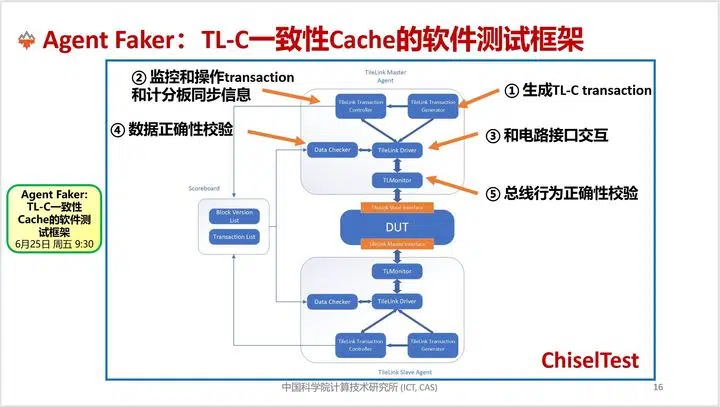 Agent Faker：TL-C一致性Cache的软件测试框架
② 监控和操作transaction
和计分板同步信息
TileLink Master
Agent
① 生成TL-C transaction
TileLink Transaction
Controller
TileLink Transaction
Generator
④ 数据正确性校验
③ 和电路接口交互
Data Checker
TileLink Driver
TLMonitor
⑤ 总线行为正确性校验
Agent Faker:
TL-C一致性
Cache的软件测
试框架
6月25日 周五 9:30
Scoreboard
Block Version
List
Transaction List
TileLink Slave Interface
DUT
TileLink Master Interface
TLMonitor
Data Checker
TileLink Driver
TileLink Transaction
Controller
TileLink Transaction
Generator
TileLink Slave Agent
ChiselTest
中国科学院计算技术研究所 (ICT, CAS)
16